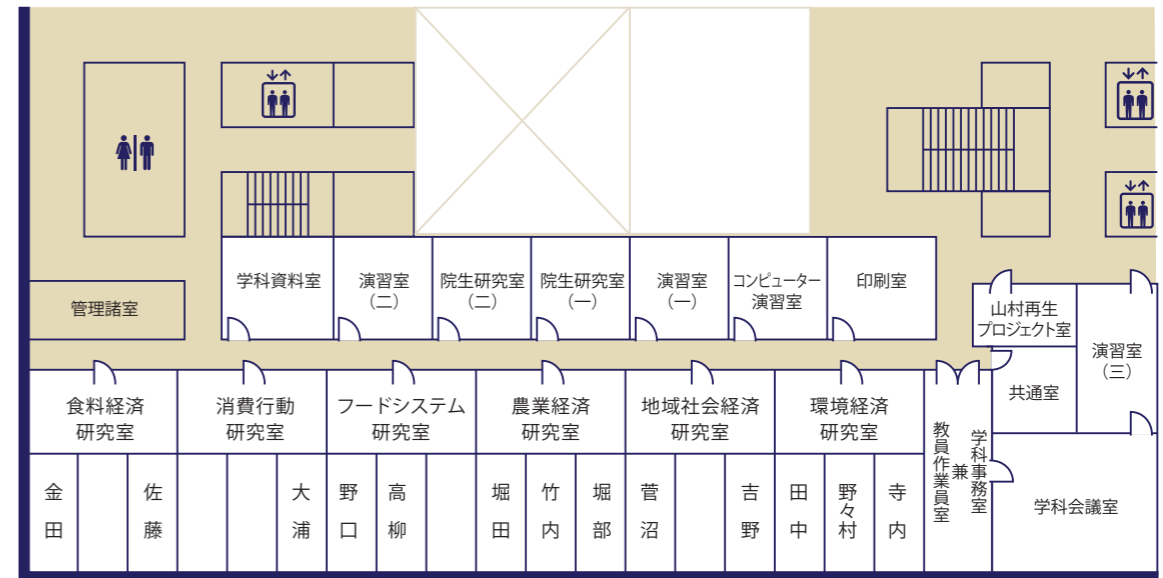 学科資料室
演習室
(二)
院生研究室
(二)
院生研究室
(一)
演習室
(一)
コンピューター
演習室
印刷室
管理諸室
山村再生
プロジェクト室
演習室
(三)
共通室
食料経済
研究室
消費行動
研究室
フードシステム
研究室
農業経済
研究室
地域社会経済
研究室
環境経済
研究室
学科事務室
兼
教員作業員室
学科会議室
金田
佐藤
大浦
野口
高柳
堀田
竹内
堀部
菅沼
吉野
田中
野々村
寺内